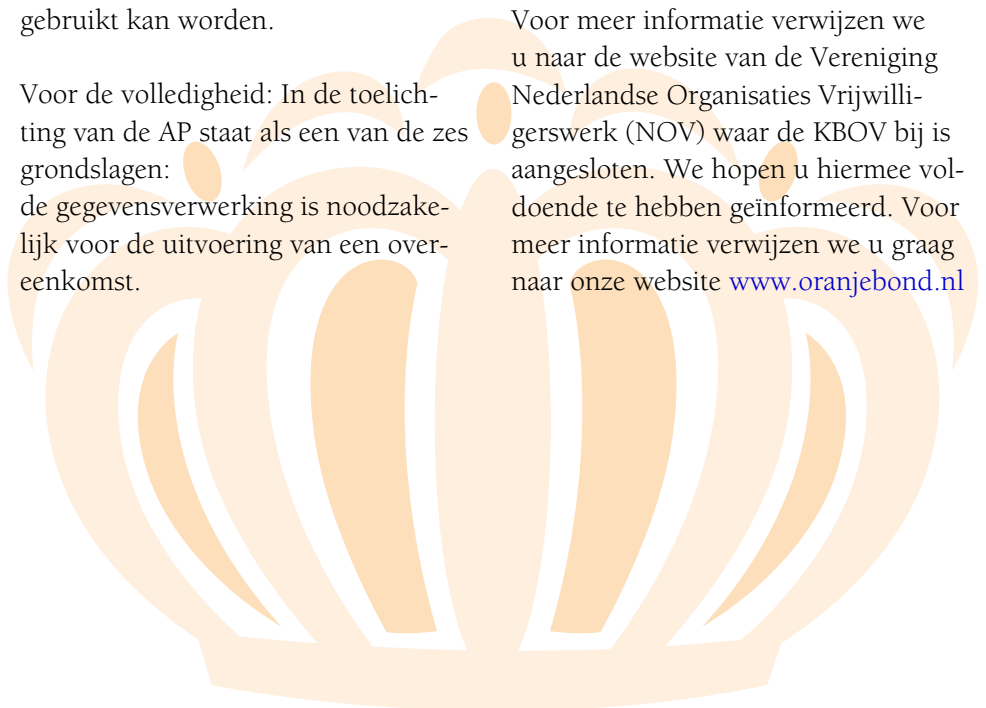 gebruikt kan worden.
Voor de volledigheid: In de toelich-
ting van de AP staat als een van de zes
grondslagen:
de gegevensverwerking is noodzake-
lijk voor de uitvoering van een over-
eenkomst.
Voor meer informatie verwijzen we
u naar de website van de Vereniging
Nederlandse Organisaties Vrijwilli-
gerswerk (NOV) waar de KBOV bij is
aangesloten. We hopen u hiermee vol-
doende te hebben geïnformeerd. Voor
meer informatie verwijzen we u graag
naar onze website www.oranjebond.nl